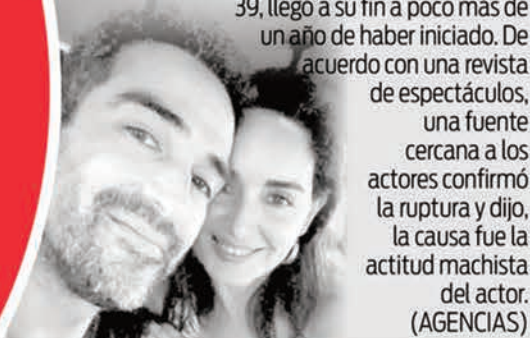 39, llegó a su fin a poco más de
un año de haber iniciado. De
acuerdo con una revista
de espectáculos,
una fuente
cercana a los
actores confirmó
la ruptura y dijo,
la causa fue la
actitud machista
del actor.
(AGENCIAS)